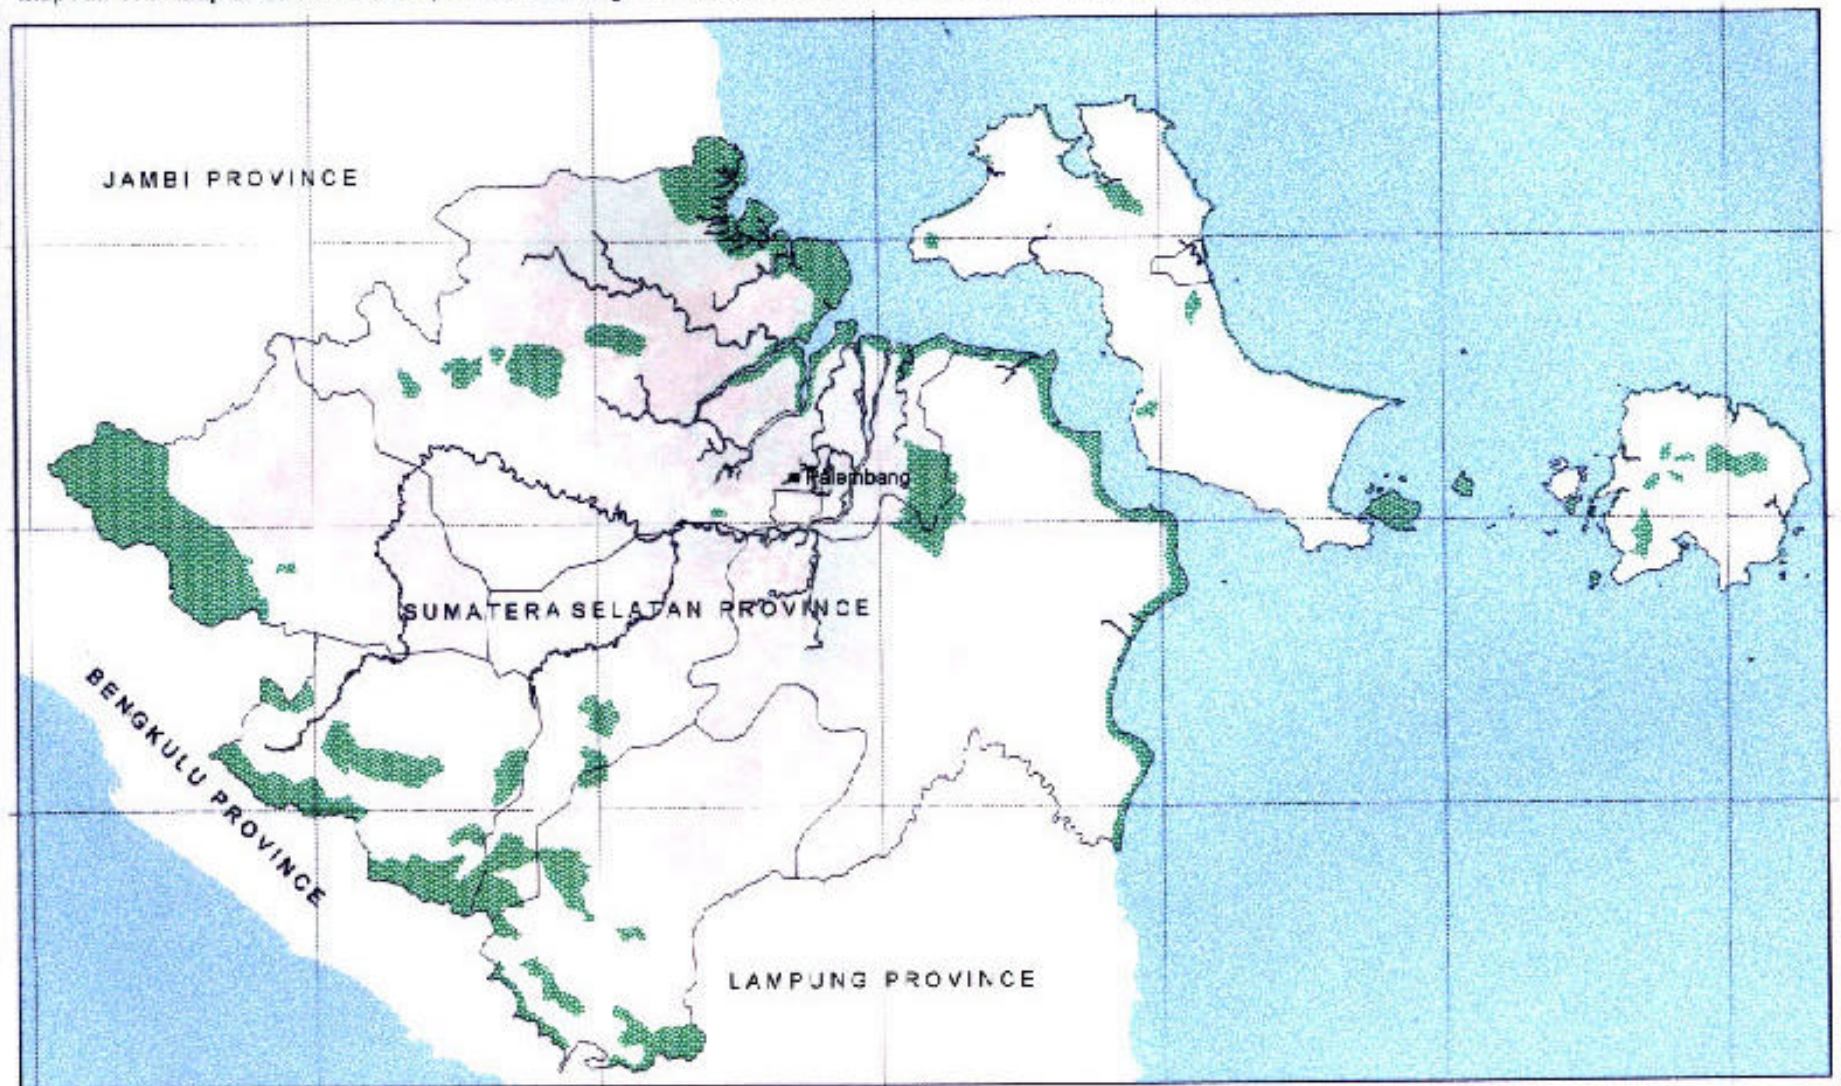 JAMBI PROVINCE
Palembang
SUMATERA SELATAN PROVINCE
BENGKULU PROVINCE
LAMPUNG PROVINCE